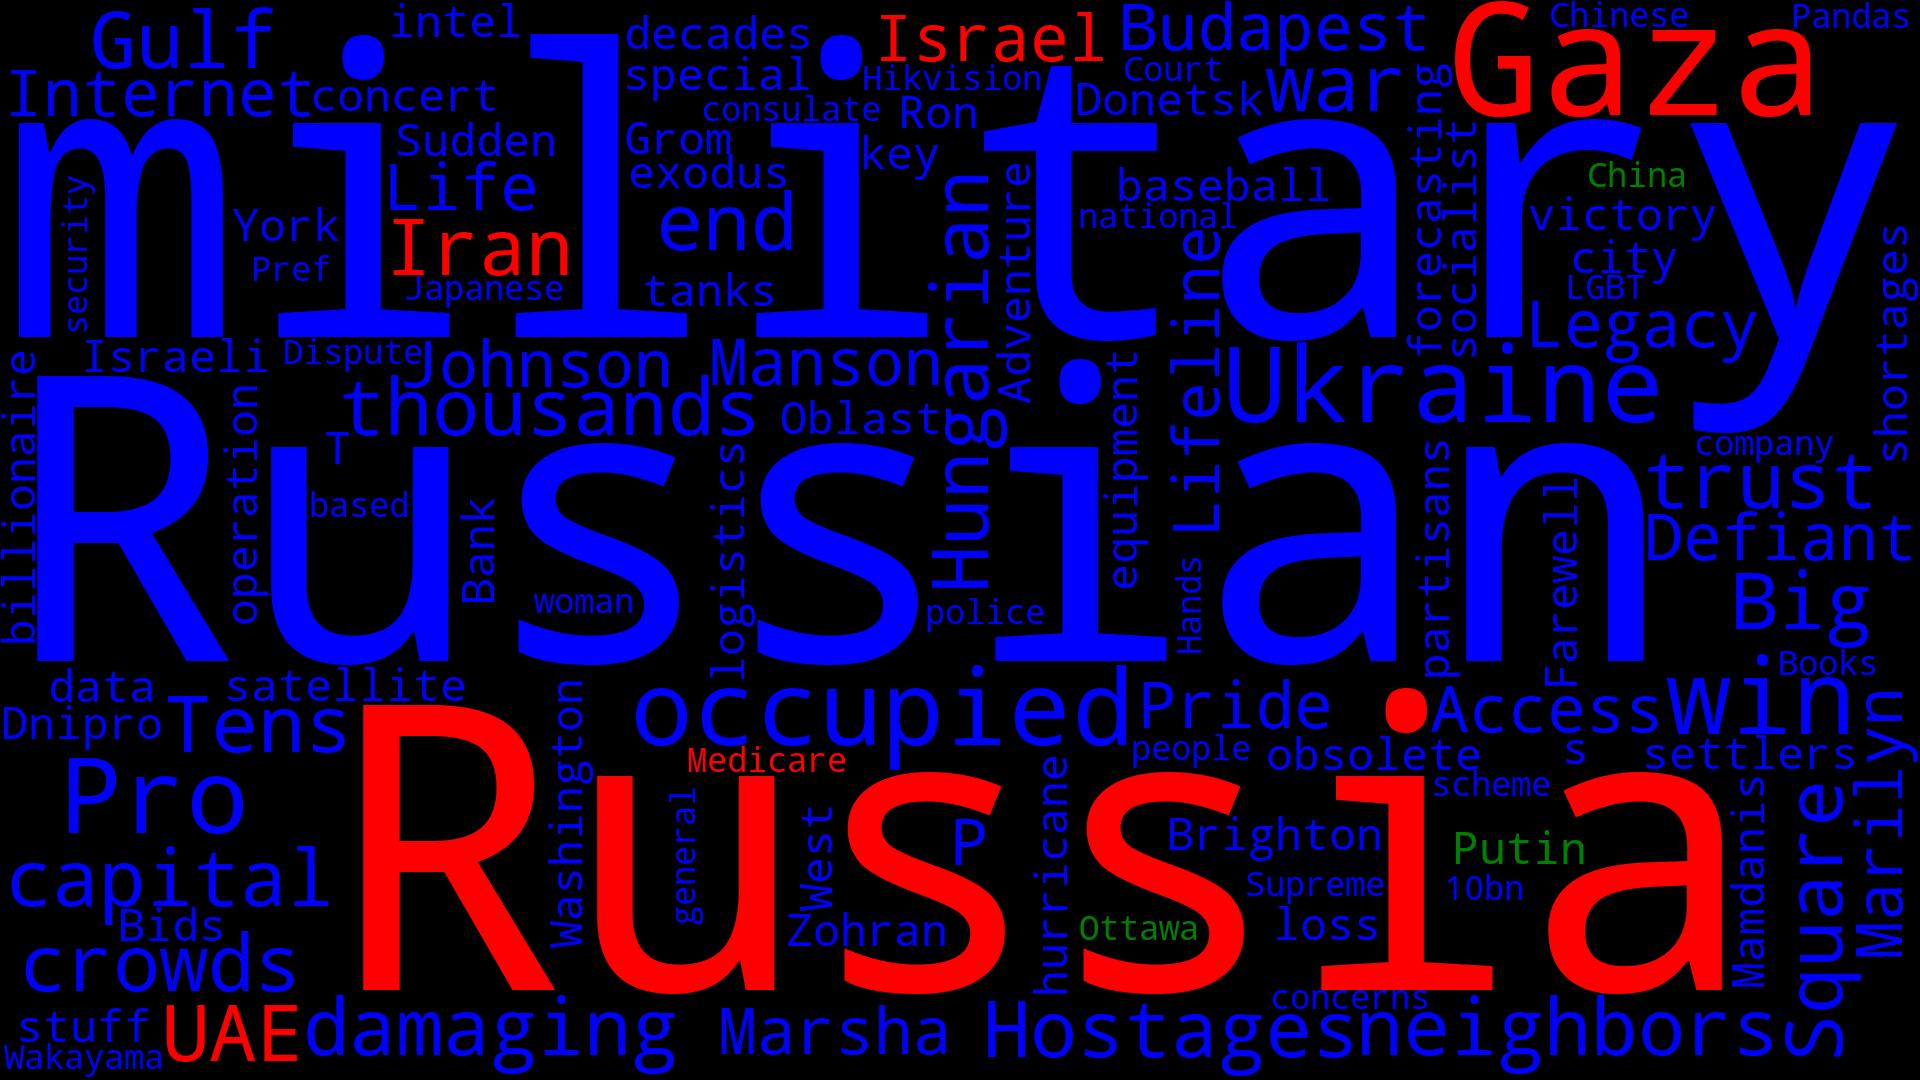 Gulf
intel
decades
Israel
Budapest
Gaza
Chinese
Pandas
Internet
concert
special
Hikvision
Court
war
consulate
Ron
Donetsk
military
Sudden
Grom
key
exodus
Life
baseball
national
China
victory
city
LGBT
Legacy
security
York
Pref
Iran
Japanese
end
tanks
Hungarian
Adventure
Lifeline
forecasting
socialist
shortages
Israeli
Dispute
Johnson
Manson
Ukraine
thousands
Oblast
billionaire
Russian
operation
T
based
Bank
woman
logistics
police
equipment
Hands
partisans
Farewell
company
trust
Defiant
Big
Books
data
satellite
Dnipro
Tens
occupied
Pride
Access
win
people
obsolete
s
settlers
Marilyn
Washington
Medicare
Pro
Russia
general
West
P
hurricane
Brighton
scheme
Putin
Supreme
10bn
Mamdanis
Square
capital
Bids
Zohran
Ottawa
loss
crowds
concerns
stuff
Wakayama
UAE
damaging
Marsha
Hostages
neighbors